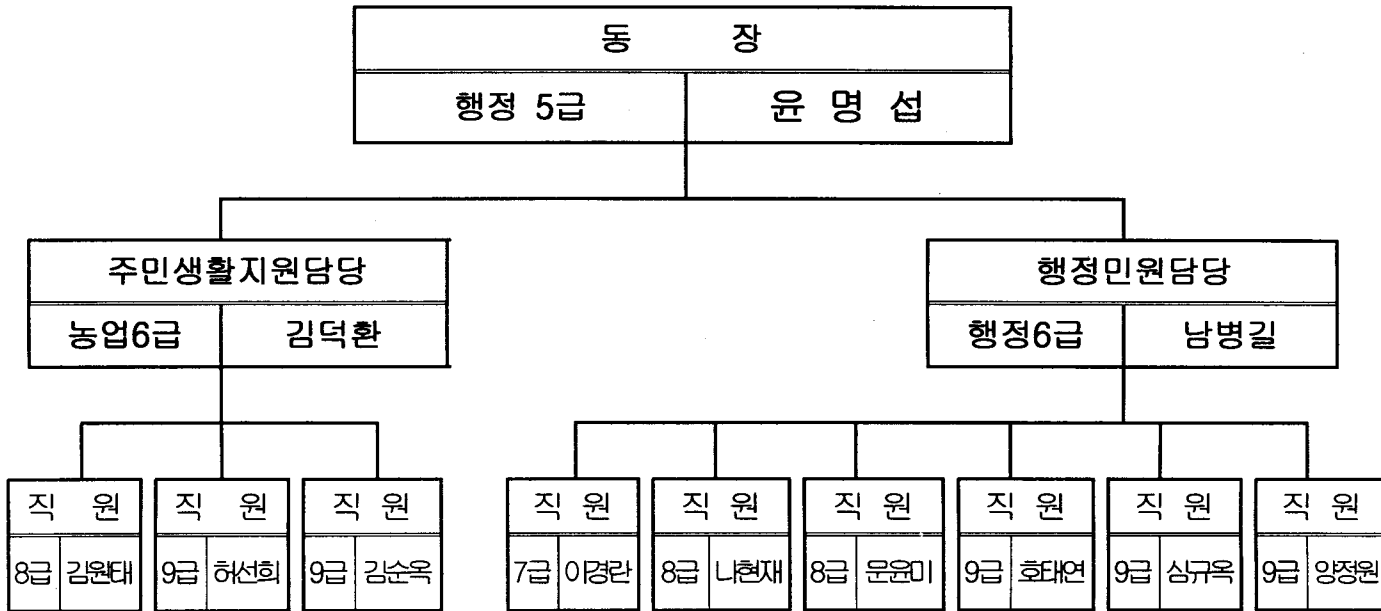 동 장
행정 5급 윤 명 섭
주민생활지원담당 행정민원담당
농업6급 김덕환 행정6급 남병길
직 원 직 원 직 원 직 원 직 원 직 원 직 원 직 원 직 원
8급 김원태 9급 허선희 9급 김순옥 7급 이경란 8급 나현재 8급 문윤미 9급 호태연 9급 심규옥 9급 양정원